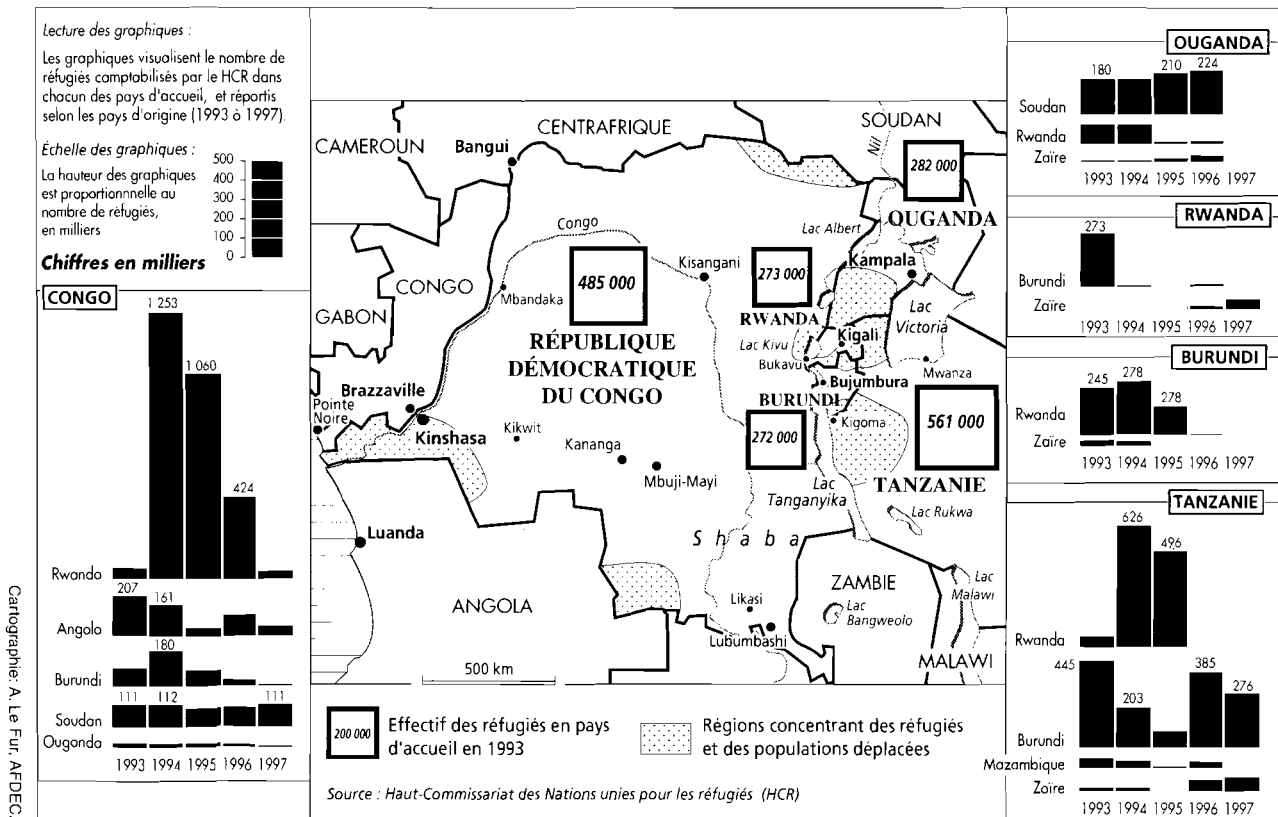 Lecture des graphiques :
Les graphiques visualisent le nombre de
réfugiés camptabilisés par le HCR dans
chacun des pays d'accueil, et réportis
selon les pays d'origine (1993 ò 1997).
Échelle des graphiques :
La hauteur des graphiques
est proportionnnelle au
nombre de réfugiés,
en milliers
500
400
300
200
100
0
Chiffres en milliers
CONGO
1 253
1 060
424
Rwando
207
161
Angolo
180
Burundi
111 112 111
Soudan
Ougonda
1993 1994 1995 1996 1997
Cartographie: A. Le Fur, AFDEC.
CAMEROUN
CENTRAFRIQUE
SOUDAN
Bangui
Nil
282 000
OUGANDA
Congo
Lac Albert
485 000
Kisangani
273 000
Kampala
CONGO
Mbandaka
GABON
RWANDA
Lac
Victoria
RÉPUBLIQUE
DÉMOCRATIQUE
DU CONGO
Lac Kivu
Kigali
Bukavu
Mwanza
Brazzaville
Bujumbura
Pointe
Noire
BURUNDI
Kinshasa
Kikwit
Kigoma
561 000
272 000
Kananga
Mbuji-Mayi
Lac
Tanganyika
TANZANIE
Lac Rukwa
Luanda
Shaba
ZAMBIE
Lac
Malawi
ANGOLA
Likasi
Lac
Bangweolo
Lubumbashi
MALAWI
500 km
200 000
Effectif des réfugiés en pays
d'accueil en 1993
Régions concentrant des réfugiés
et des populations déplacées
Source : Haut-Commissariat des Nations unies pour les réfugiés (HCR)
OUGANDA
180 210 224
Soudan
Rwanda
Zaïre
1993 1994 1995 1996 1997
RWANDA
273
Burundi
Zaïre
1993 1994 1995 1996 1997
BURUNDI
245 278 278
Rwanda
Zaïre
1993 1994 1995 1996 1997
TANZANIE
626
496
Rwanda
445 203 385 276
Burundi
Mazambique
Zoïre
1993 1994 1995 1996 1997